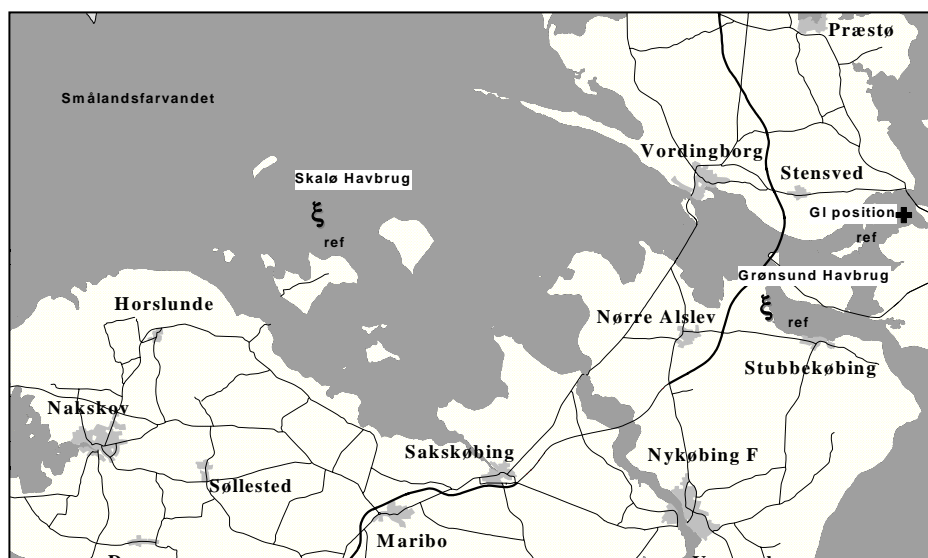 Præstø
Smålandsfarvandet
Vordingborg
Skalø Havbrug
Stensved
ξ
Gl position
ref
ref
Grønsund Havbrug
Horslunde
ξ
Nørre Alslev
ref
Stubbekøbing
Nakskov
Sakskøbing
Nykøbing F
Søllested
Maribo